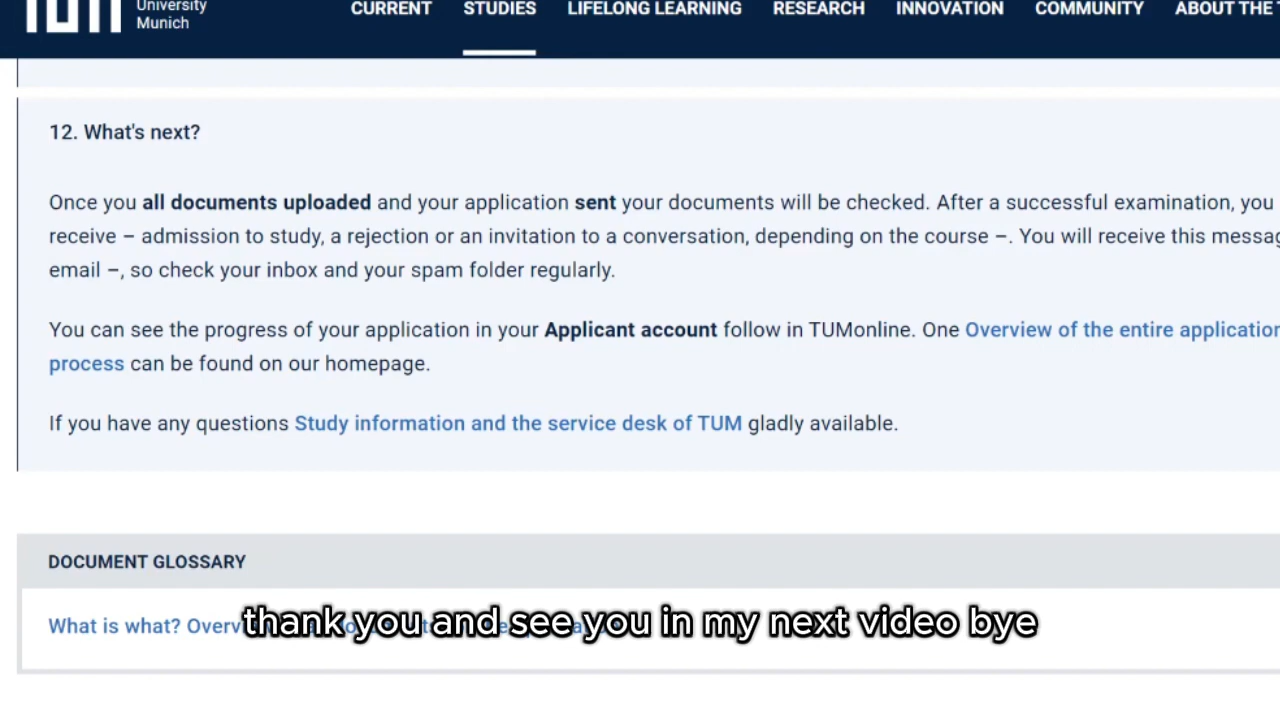 University
Munich
CURRENT STUDIES LIFELONG LEARNING RESEARCH INNOVATION COMMUNITY ABOUT THE
12. What's next?
Once you all documents uploaded and your application sent your documents will be checked. After a successful examination, you
receive – admission to study, a rejection or an invitation to a conversation, depending on the course –. You will receive this
email –, so check your inbox and your spam folder regularly.
You can see the progress of your application in your Applicant account follow in TUMonline. One Overview of the entire application
process can be found on our homepage.
If you have any questions Study information and the service desk of TUM gladly available.
DOCUMENT GLOSSARY
What is what?
thank you and see you in my next video bye